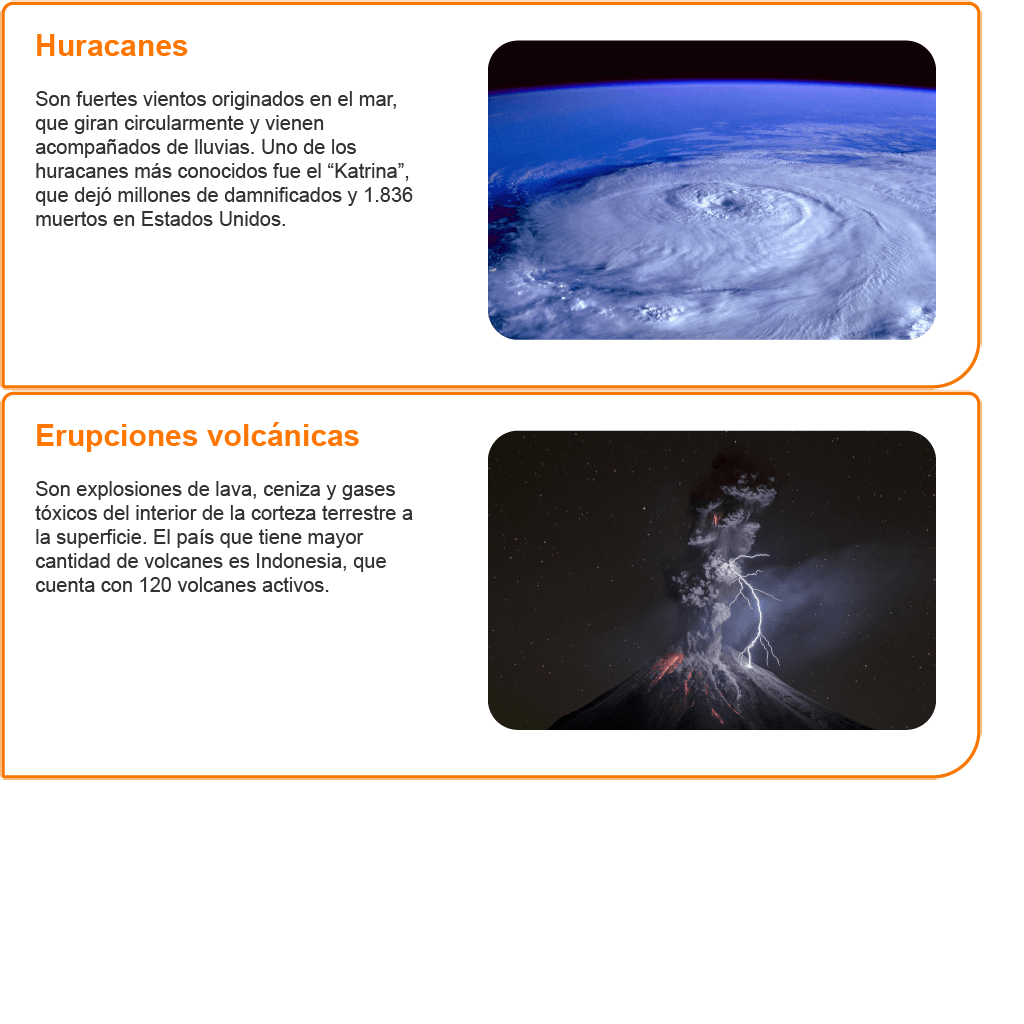 Huracanes
Son fuertes vientos originados en el mar,
que giran circularmente y vienen
acompañados de lluvias. Uno de los
huracanes más conocidos fue el “Katrina”,
que dejó millones de damnificados y 1.836
muertos en Estados Unidos.
Erupciones volcánicas
Son explosiones de lava, ceniza y gases
tóxicos del interior de la corteza terrestre a
la superficie. El país que tiene mayor
cantidad de volcanes es Indonesia, que
cuenta con 120 volcanes activos.